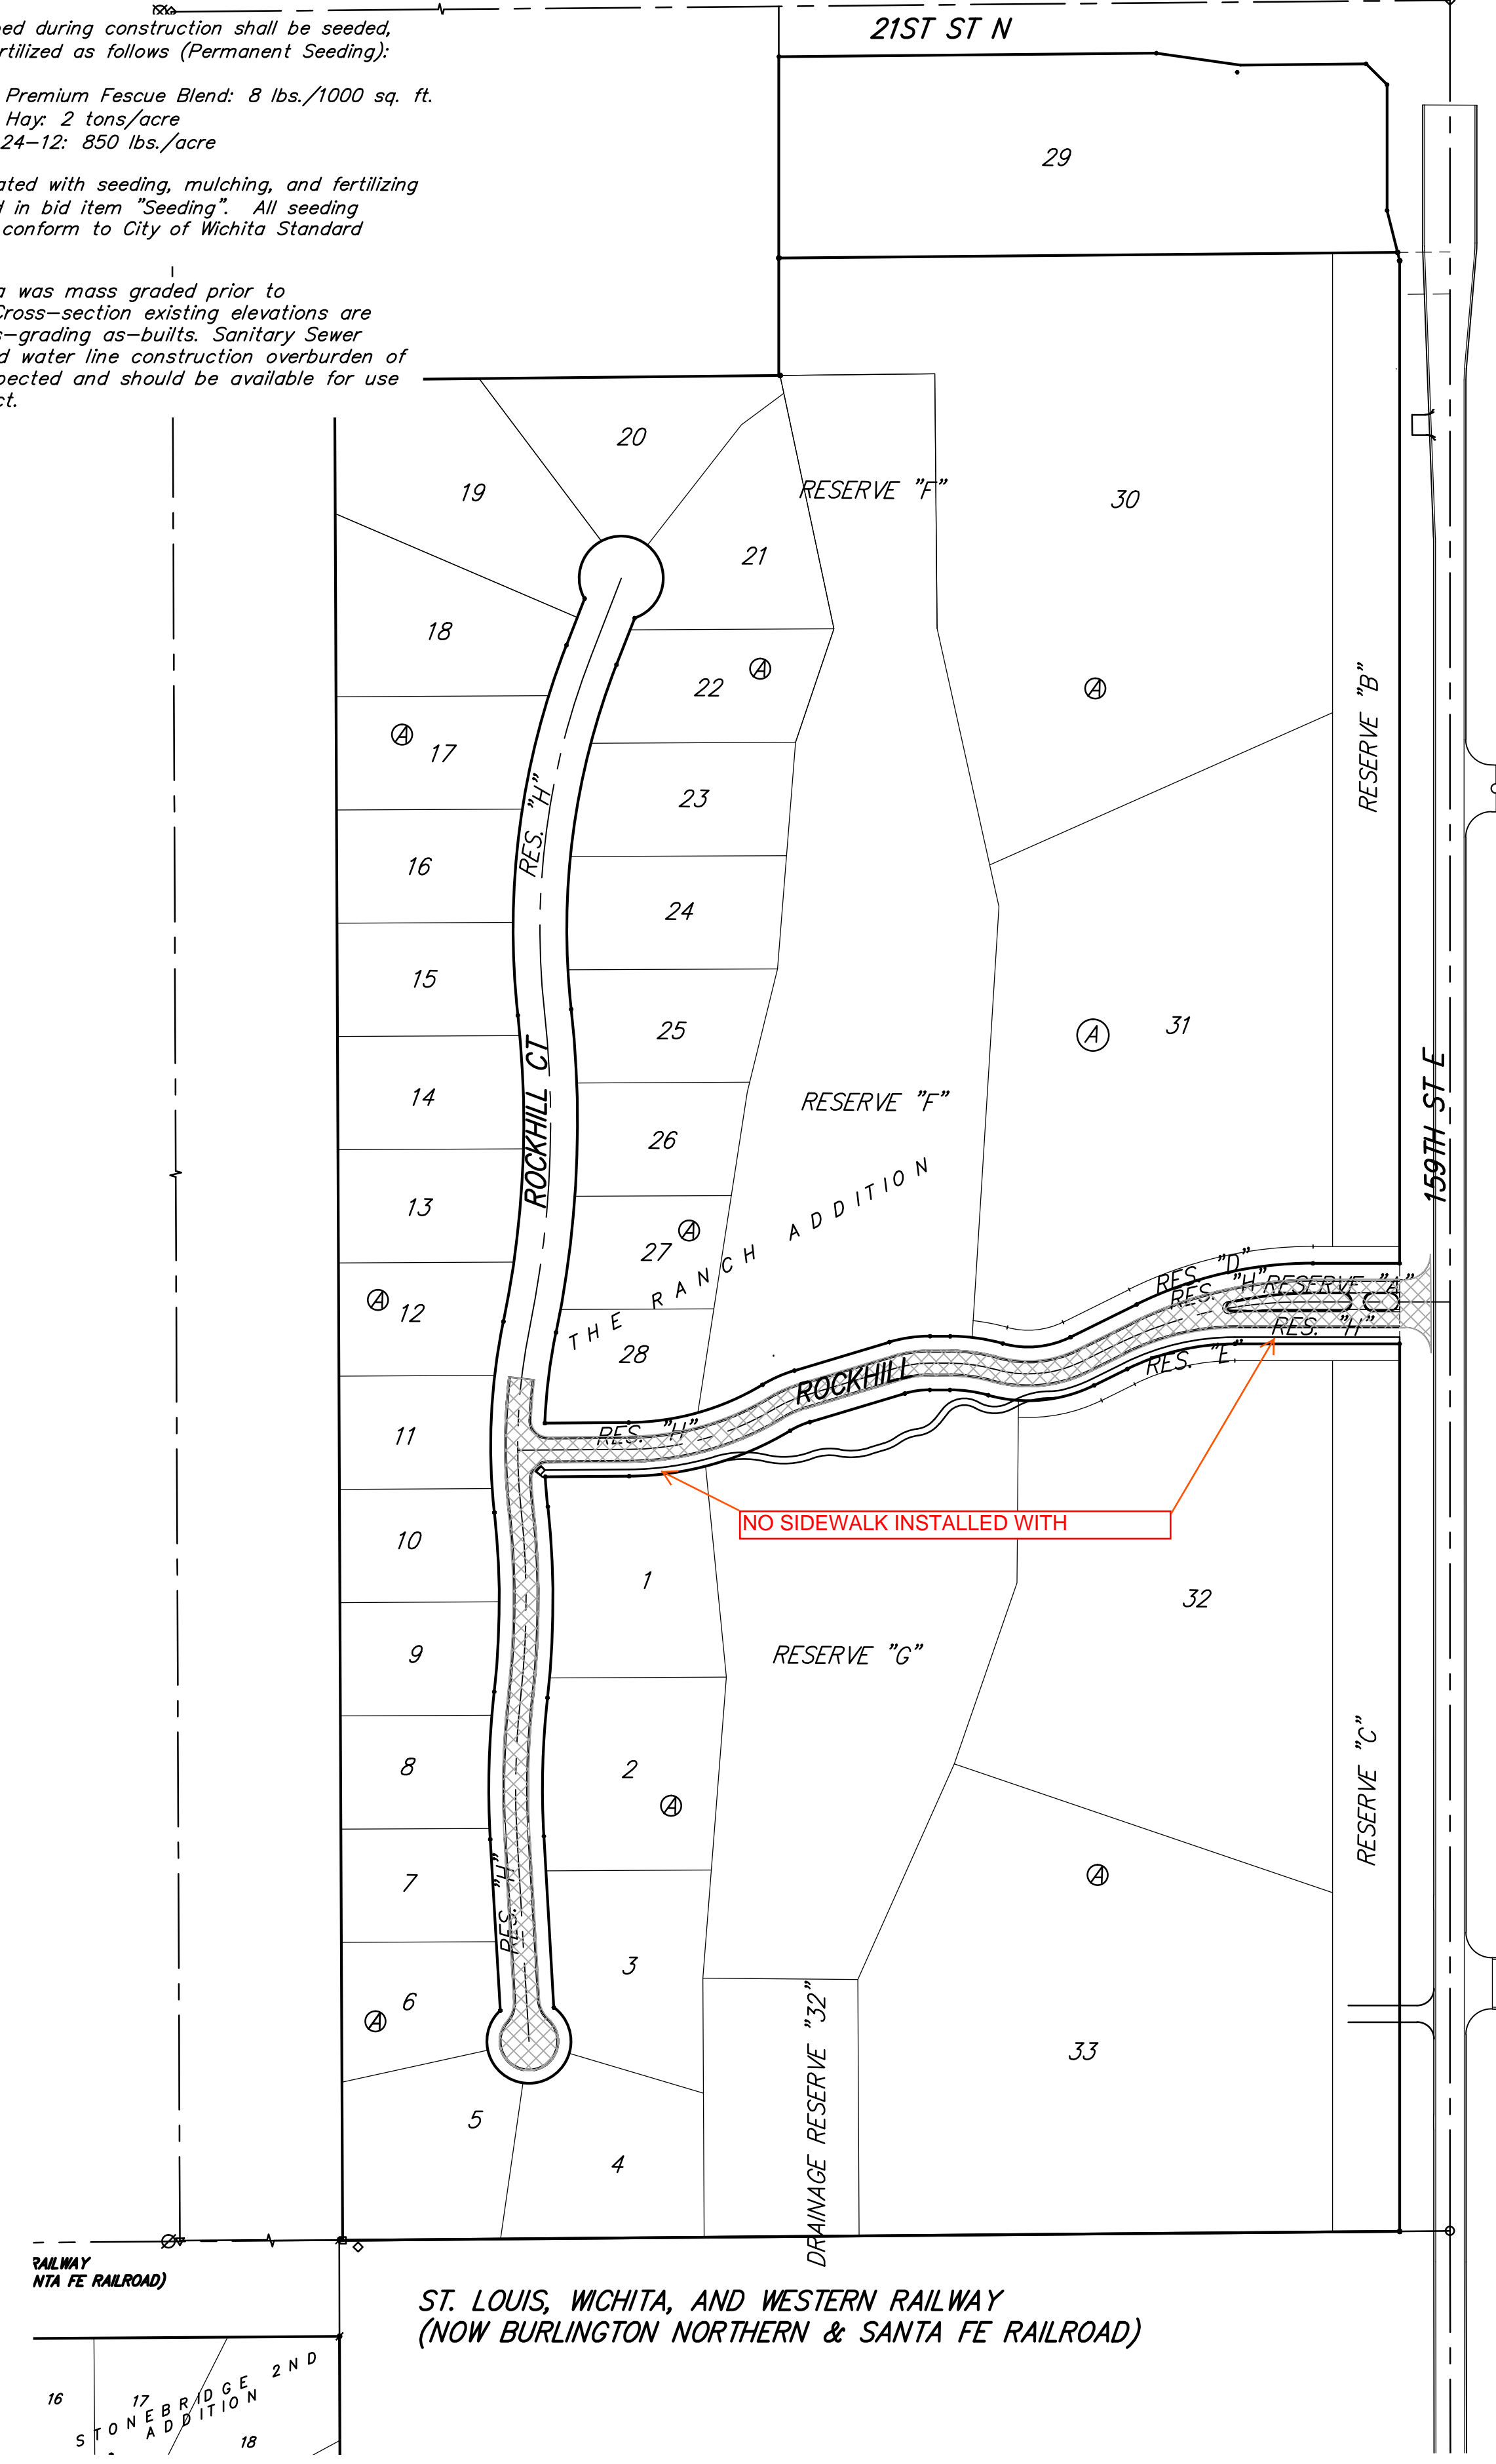 21ST ST N
ed during construction shall be seeded,
rtilized as follows (Permanent Seeding):
Premium Fescue Blend: 8 lbs./1000 sq. ft.
Hay: 2 tons/acre
24-12: 850 lbs./acre
ated with seeding, mulching, and fertilizing
in bid item "Seeding". All seeding
conform to City of Wichita Standard
was mass graded prior to
Cross-section existing elevations are
s-grading as-builts. Sanitary Sewer
d water line construction overburden of
pected and should be available for use
ct.
29
20
19
RESERVE "F"
30
21
18
22
A
A
RESERVE "B"
A
17
23
RES. "H"
16
24
15
25
A
31
ROCKHILL CT
14
RESERVE "F"
159TH ST E
26
13
THE RANCH ADDITION
27
A
RES. "D"
RES. "H"
RESERVE "A"
A
12
RES. "H"
28
RES. "E"
ROCKHILL
11
RES. "H"
NO SIDEWALK INSTALLED WITH
10
1
32
9
RESERVE "G"
8
2
A
RESERVE "C"
A
7
RES. "H"
RES. "H"
3
6
A
DRAINAGE RESERVE "32"
33
5
4
RAILWAY
NTA FE RAILROAD)
ST. LOUIS, WICHITA, AND WESTERN RAILWAY
(NOW BURLINGTON NORTHERN & SANTA FE RAILROAD)
16
17
STONEBRIDGE 2ND
ADDITION
18